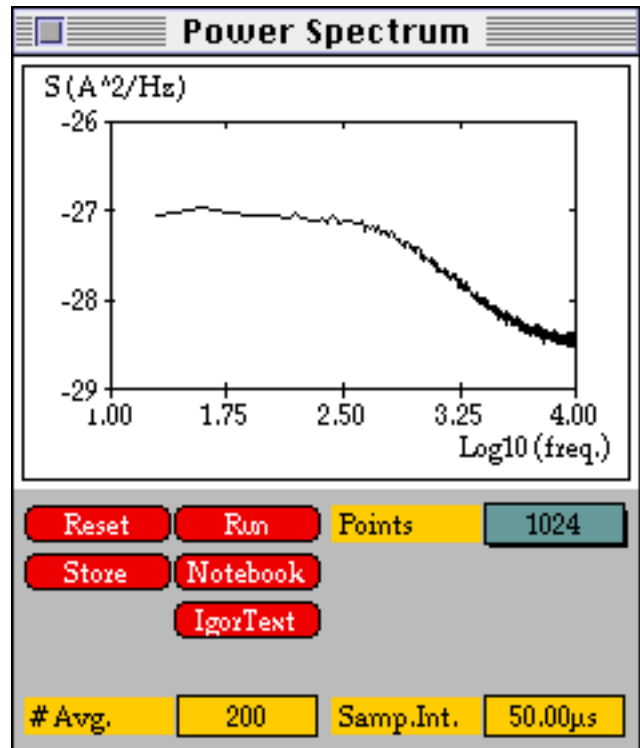 Power Spectrum
S(A^2/Hz)
-26
-27
-28
-29
1.00 1.75 2.50 3.25 4.00
Log10(freq.)
Reset Run Points 1024
Store Notebook
IgorText
# Avg. 200 Samp.Int. 50.00µs